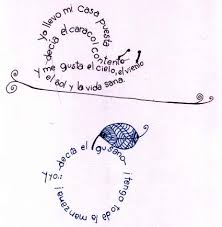 Yo llevo mi casa puesta
decía el caracol contento
Y me gusta el cielo, el viento
el sol y la vida sana.
Y yo: decía el gusano
¡tengo toda la manzana!